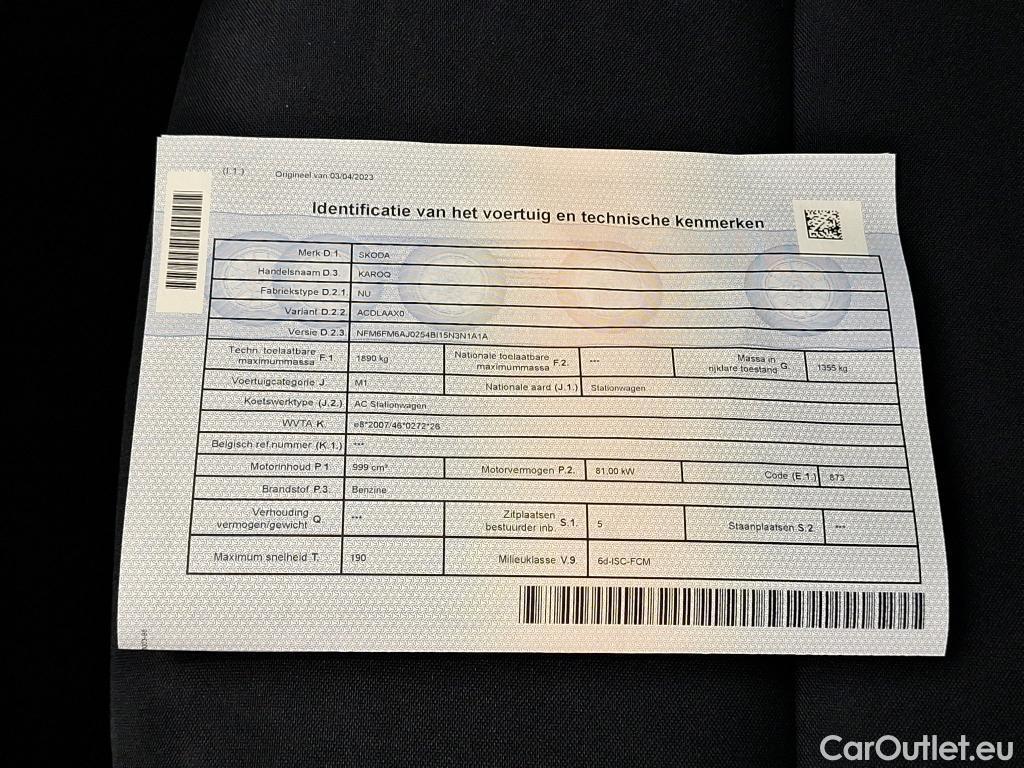 (I.1.) Origineel van 03/04/2023
Identificatie van het voertuig en technische kenmerken
Merk D.1. SKODA
Handelsnaam D.3. KAROQ
Fabriekstype D.2.1. NU
Variant D.2.2. ACDLAAX0
Versie D.2.3. NFM6FM6AJ0254BI15N3N1A1A
Techn. toelaatbare maximummassa F.1. 1890 kg Nationale toelaatbare maximummassa F.2. --- Massa in rijklare toestand G. 1355 kg
Voertuigcategorie J. M1 Nationale aard (J.1.) Stationwagen
Koetswerktype (J.2.) AC Stationwagen
WVTA K. e8*2007/46*0272*26
Belgisch ref.nummer (K.1.) ---
Motorinhoud P.1. 999 cm³ Motorvermogen P.2. 81.00 kW Code (E.1.) 873
Brandstof P.3. Benzine
Verhouding vermogen/gewicht Q. --- Zitplaatsen bestuurder inb. S.1. 5 Staanplaatsen S.2. ---
Maximum snelheid T. 190 Milieuklasse V.9. 6d-ISC-FCM
CarOutlet.eu